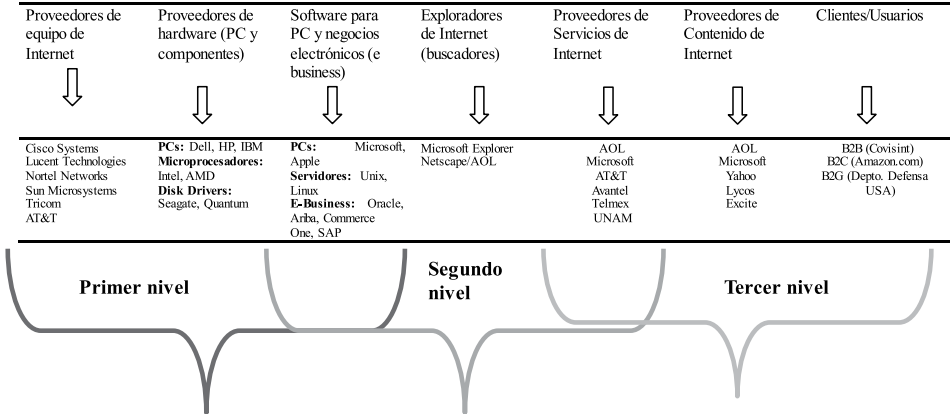 Proveedores de
equipo de
Internet
Proveedores de
hardware (PC y
componentes)
Software para
PC y negocios
electrónicos (e
business)
Exploradores
de Internet
(buscadores)
Proveedores de
Servicios de
Internet
Proveedores de
Contenido de
Internet
Clientes/Usuarios
Cisco Systems
Lucent Technologies
Nortel Networks
Sun Microsystems
Tricom
AT&T
PCs: Dell, HP, IBM
Microprocesadores:
Intel, AMD
Disk Drivers:
Seagate, Quantum
PCs: Microsoft,
Apple
Servidores: Unix,
Linux
E-Business: Oracle,
Ariba, Commerce
One, SAP
Microsoft Explorer
Netscape/AOL
AOL
Microsoft
AT&T
Avantel
Telmex
UNAM
AOL
Microsoft
Yahoo
Lycos
Excite
B2B (Covisint)
B2C (Amazon.com)
B2G (Depto. Defensa
USA)
Primer nivel
Segundo
nivel
Tercer nivel